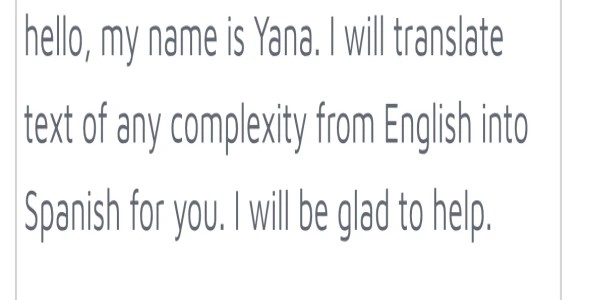 hello, my name is Yana. I will translate
text of any complexity from English into
Spanish for you. I will be glad to help.